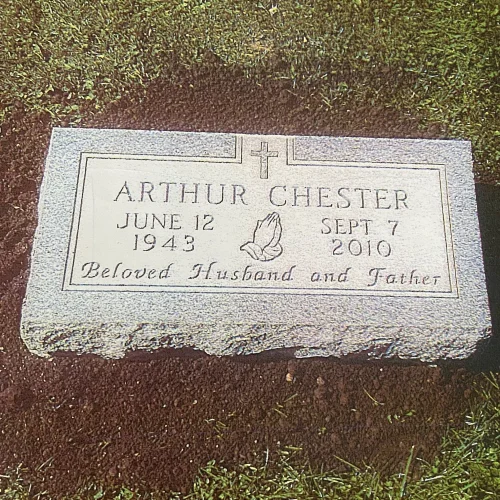 ARTHUR CHESTER
JUNE 12 SEPT 7
1943 2010
Beloved Husband and Father